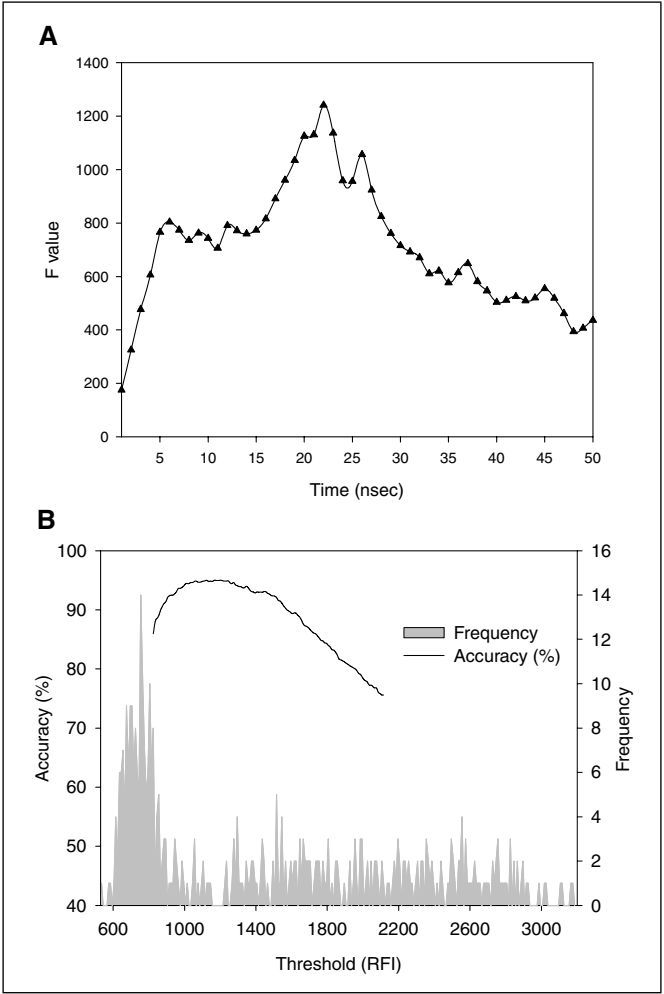 A
1400
1200
1000
800
600
400
200
0
F value
5 10 15 20 25 30 35 40 45 50
Time (nsec)
B
100
90
80
70
60
50
40
Accuracy (%)
16
14
12
10
8
6
4
2
0
Frequency
Frequency
Accuracy (%)
600 1000 1400 1800 2200 2600 3000
Threshold (RFI)